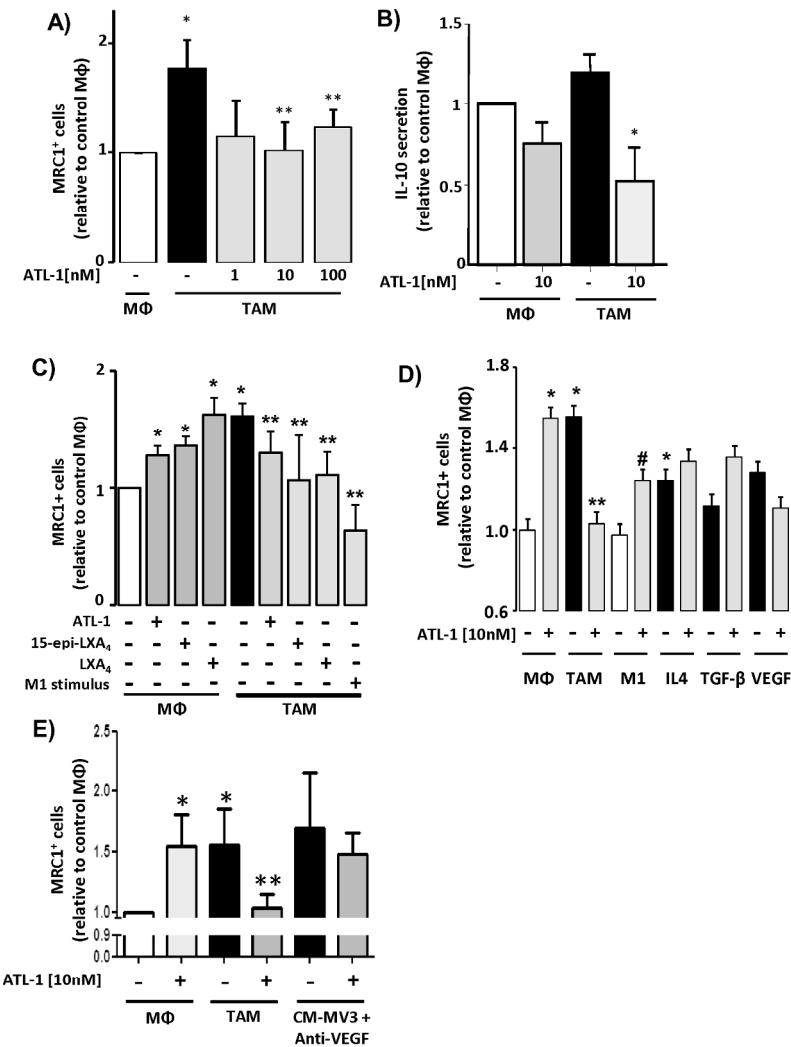 A)
MRC1⁺ cells
(relative to control MΦ)
2
1
0
*
**
**
ATL-1[nM] - - 1 10 100
MΦ TAM
B)
IL-10 secretion
(relative to control MΦ)
1.5
1
0.5
0
*
ATL-1[nM] - 10 - 10
MΦ TAM
C)
MRC1+ cells
(relative to control MΦ)
2
1
0
* * * * ** ** ** **
ATL-1 - + - - - + - - -
15-epi-LXA₄ - - + - - - + - -
LXA₄ - - - + - - - + -
M1 stimulus - - - - - - - - +
MΦ TAM
D)
MRC1+ cells
(relative to control MΦ)
1.8
1.4
1.0
0.6
* * ** # *
ATL-1 [10nM] - + - + - + - + - + - +
MΦ TAM M1 IL4 TGF-β VEGF
E)
MRC1⁺ cells
(relative to control MΦ)
2.5
2.0
1.5
1.0
0.9
0.0
* * **
ATL-1 [10nM] - + - + - +
MΦ TAM CM-MV3 +
Anti-VEGF